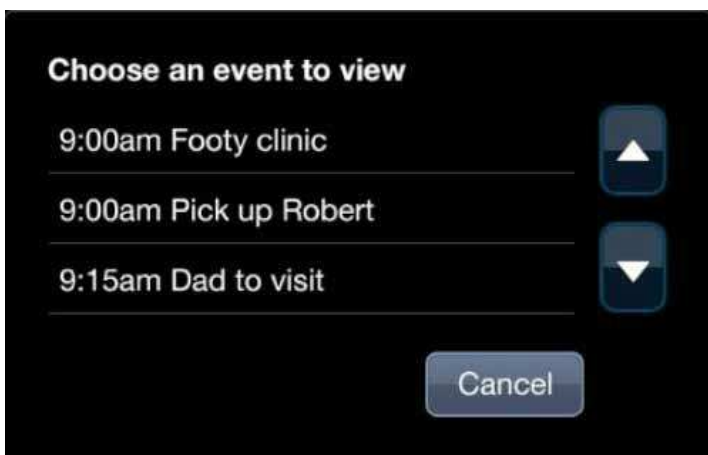 Choose an event to view
9:00am Footy clinic
9:00am Pick up Robert
9:15am Dad to visit
Cancel